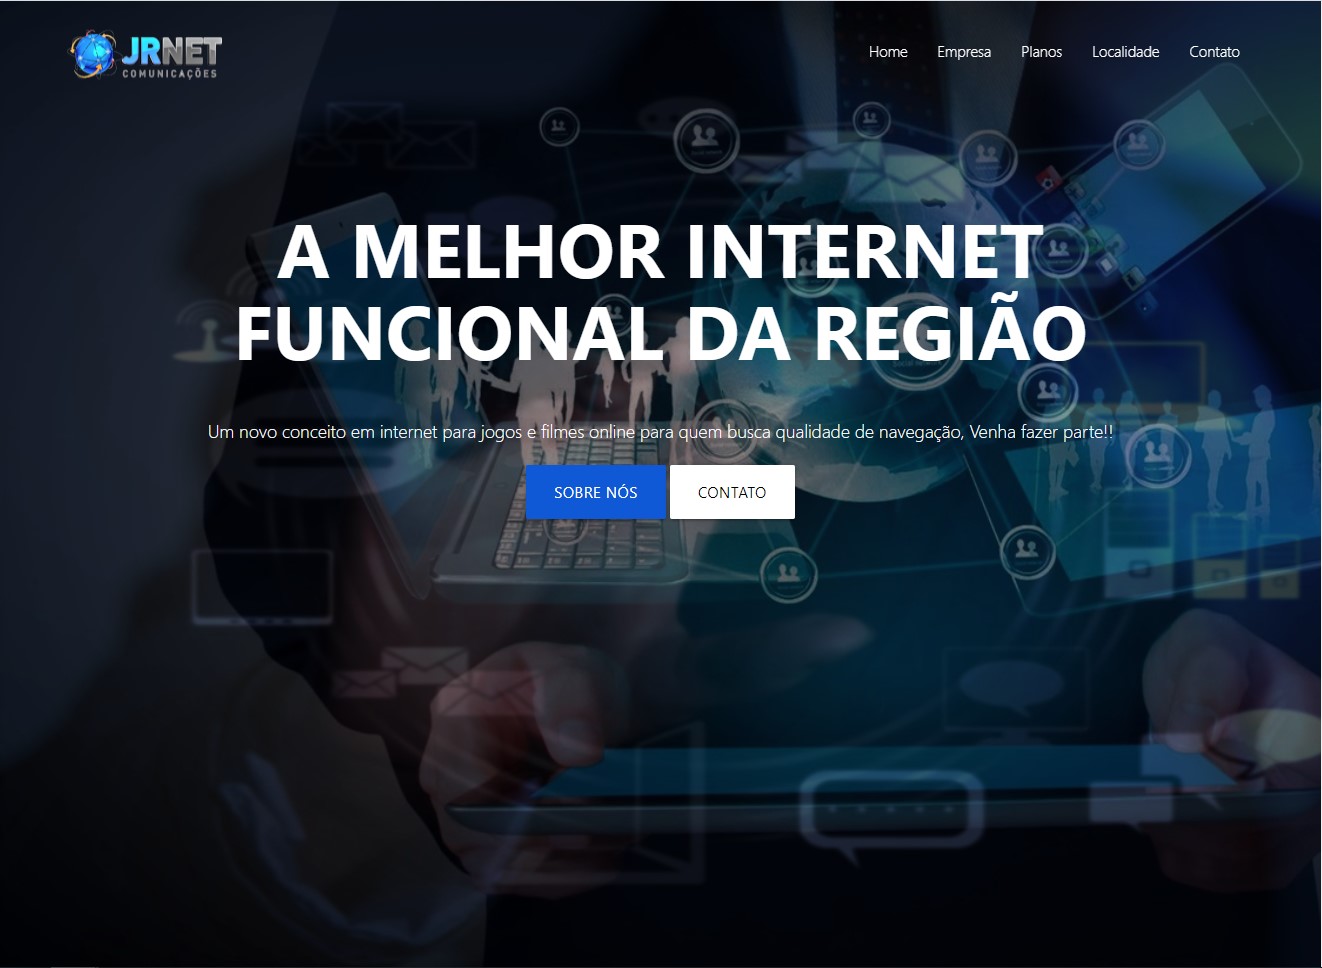 JRNET
COMUNICAÇÕES
Home Empresa Planos Localidade Contato
A MELHOR INTERNET
FUNCIONAL DA REGIÃO
Um novo conceito em internet para jogos e filmes online para quem busca qualidade de navegação, Venha fazer parte!!
SOBRE NÓS CONTATO